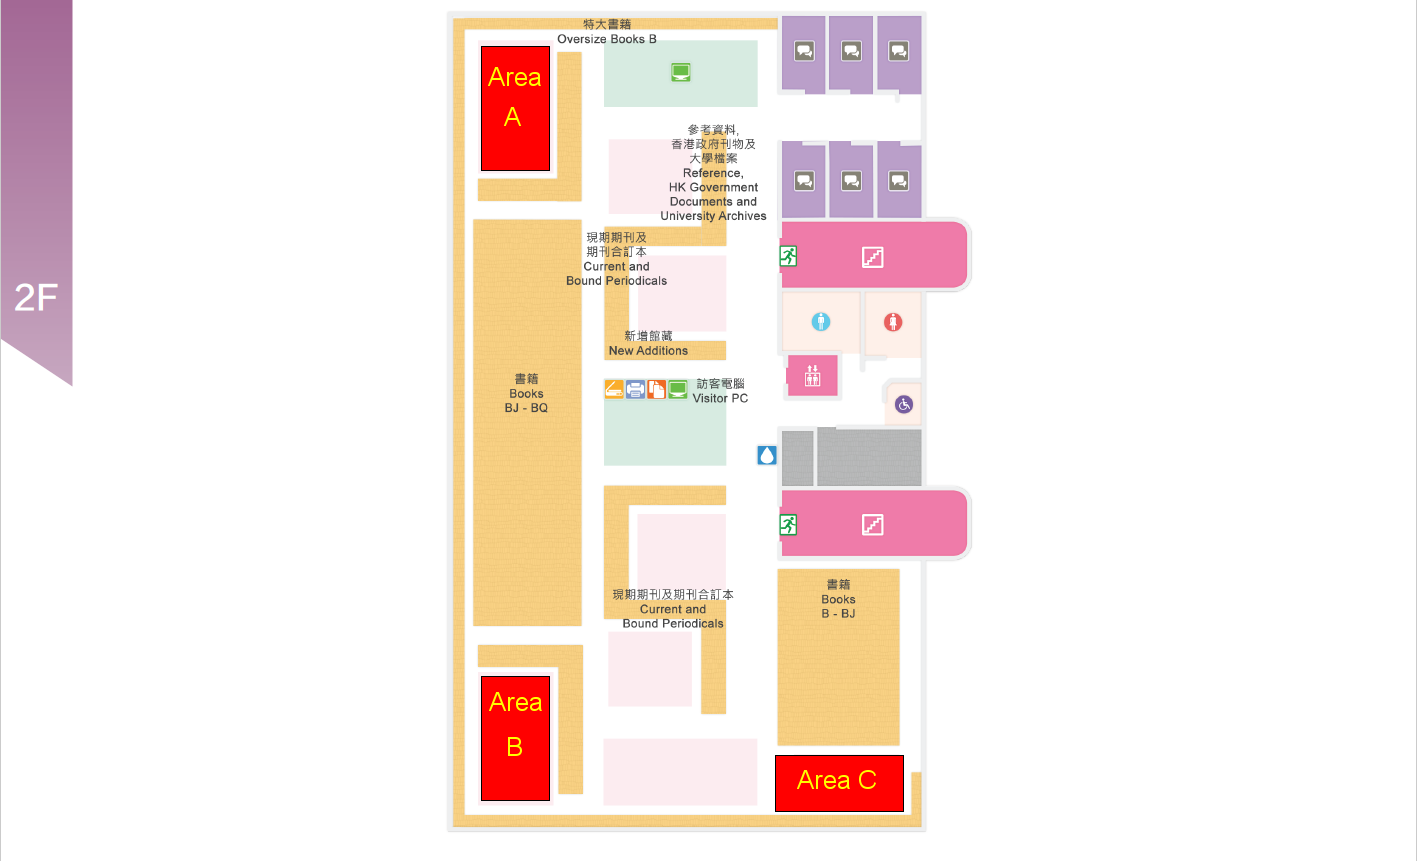 2F
特大書籍
Oversize Books B
Area
A
參考資料,
香港政府刊物及
大學檔案
Reference,
HK Government
Documents and
University Archives
現期期刊及
期刊合訂本
Current and
Bound Periodicals
新增館藏
New Additions
書籍
Books
BJ - BQ
訪客電腦
Visitor PC
現期期刊及期刊合訂本
Current and
Bound Periodicals
書籍
Books
B - BJ
Area
B
Area C